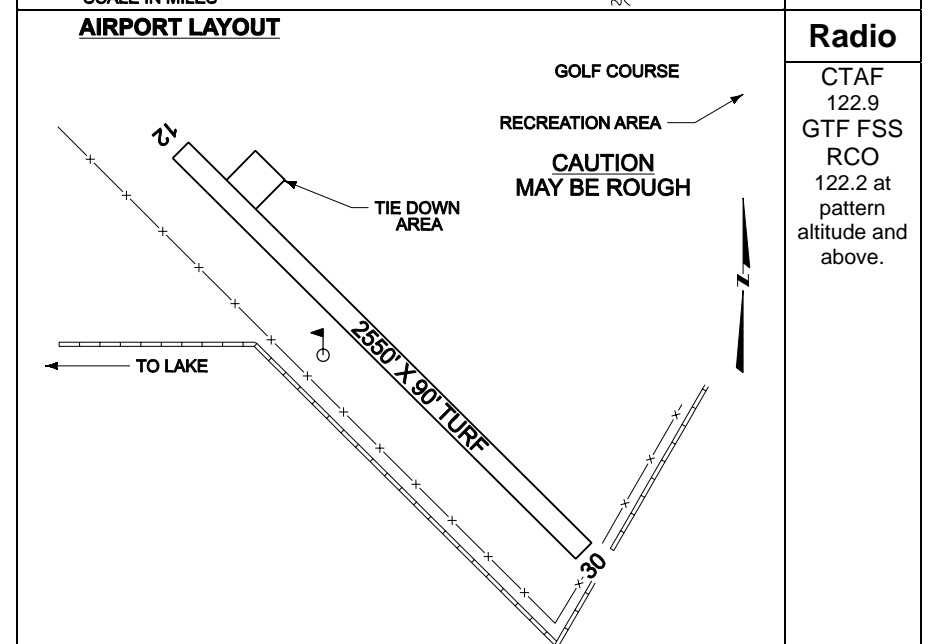 SCALE IN MILES
AIRPORT LAYOUT
GOLF COURSE
RECREATION AREA
CAUTION
MAY BE ROUGH
12
TIE DOWN
AREA
2550' X 90' TURF
TO LAKE
30
N
Radio
CTAF
122.9
GTF FSS
RCO
122.2 at
pattern
altitude and
above.